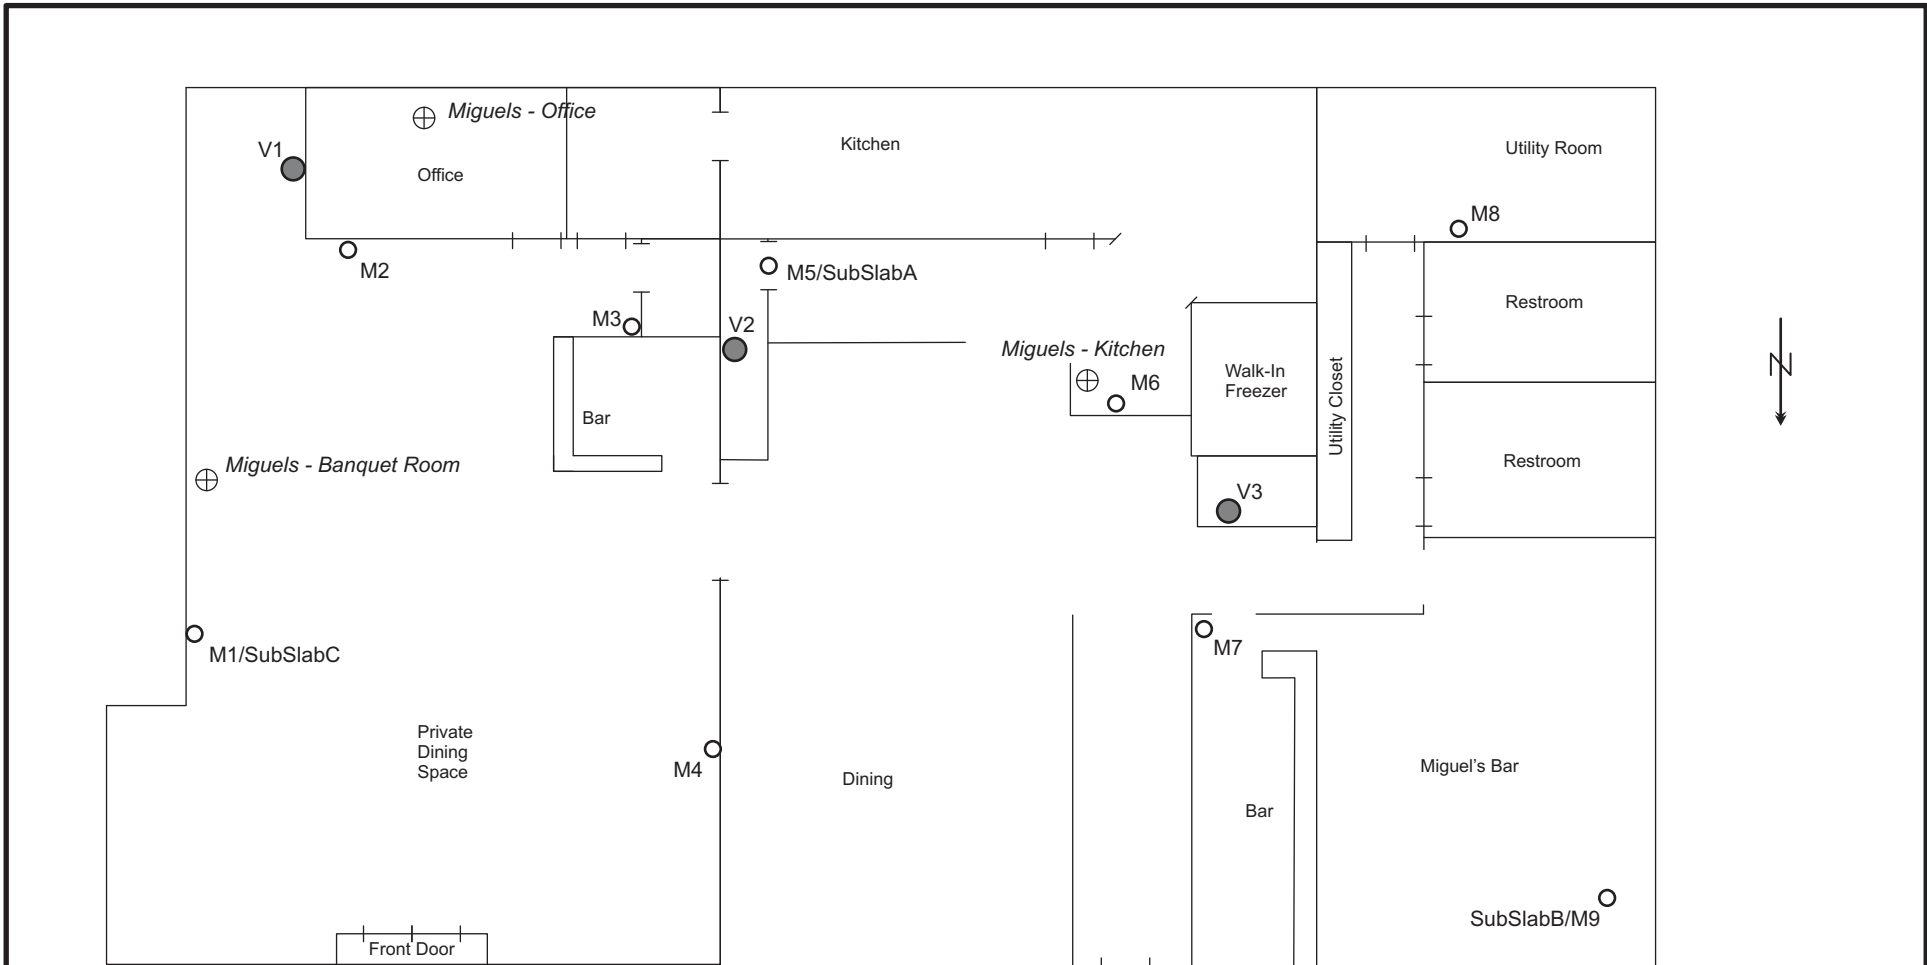 Miguels - Office
V1
Office
Kitchen
Utility Room
M8
M2
M5/SubSlabA
M3
V2
Restroom
Miguels - Kitchen
M6
Walk-In
Freezer
Utility Closet
N
Bar
Miguels - Banquet Room
Restroom
V3
M1/SubSlabC
M7
Private
Dining
Space
M4
Dining
Miguel's Bar
Bar
SubSlabB/M9
Front Door